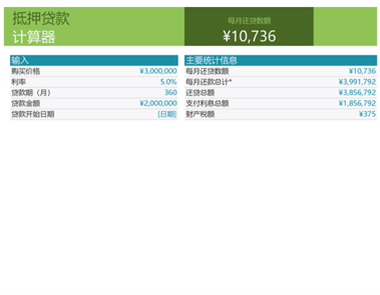 抵押贷款
计算器
每月还贷数额
¥10,736
输入
购买价格 ¥3,000,000
利率 5.0%
贷款期（月） 360
贷款金额 ¥2,000,000
贷款开始日期 [日期]
主要统计信息
每月还贷数额 ¥10,736
每月还款总计* ¥3,991,792
还贷总额 ¥3,856,792
支付利息总额 ¥1,856,792
财产税额 ¥375